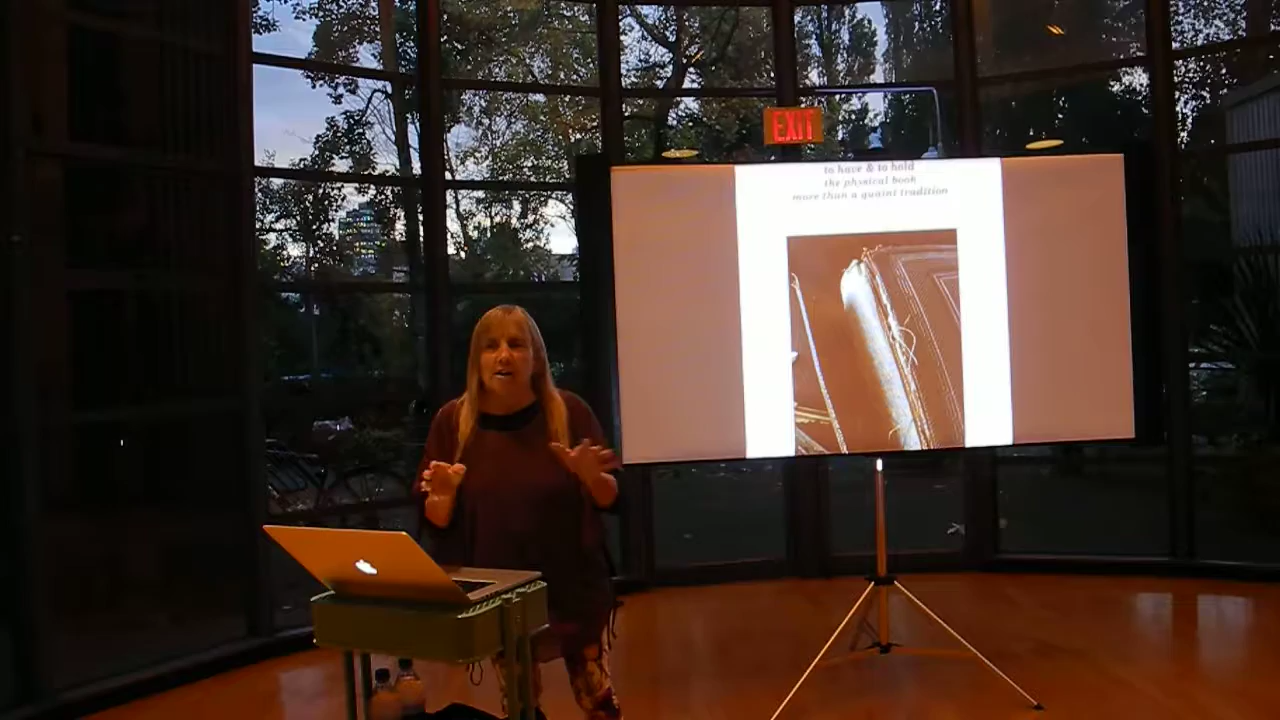 EXIT
to have & to hold
the physical book
more than a quaint tradition